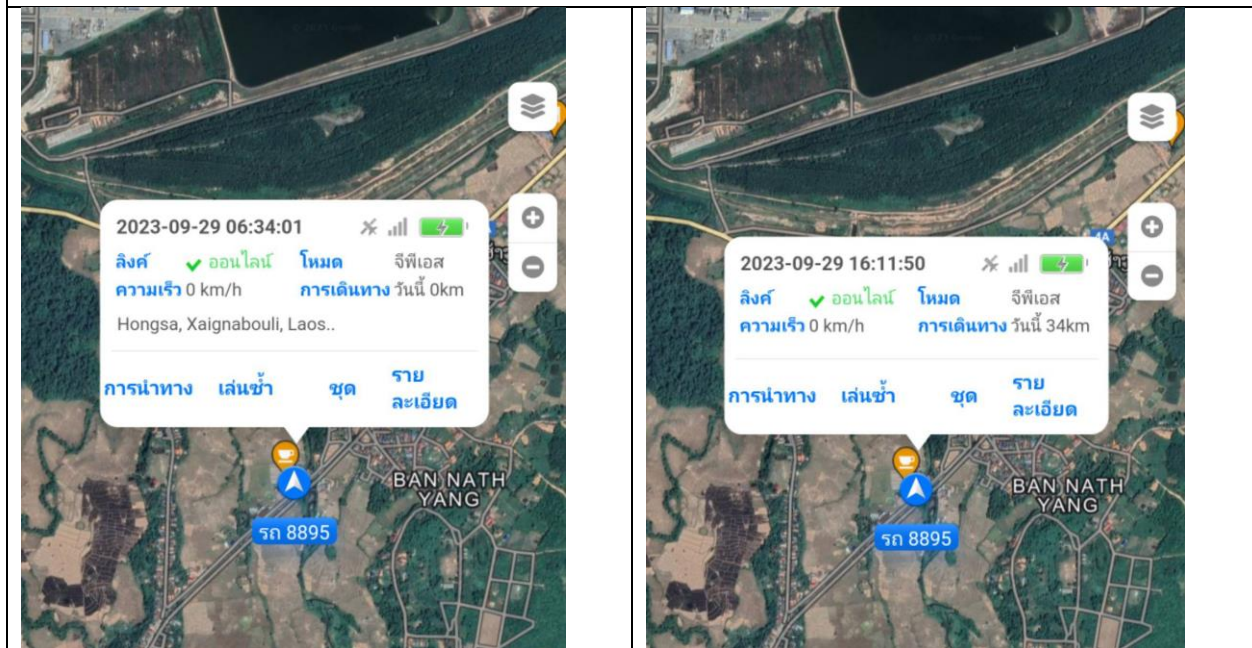 2023-09-29 06:34:01
ลิงค์ ออนไลน์ โหมด จีพีเอส
ความเร็ว 0 km/h การเดินทาง วันนี้ 0km
Hongsa, Xaignabouli, Laos..
การนำทาง เล่นซ้ำ ชุด ราย
ละเอียด
BAN NATH
YANG
รถ 8895
2023-09-29 16:11:50
ลิงค์ ออนไลน์ โหมด จีพีเอส
ความเร็ว 0 km/h การเดินทาง วันนี้ 34km
การนำทาง เล่นซ้ำ ชุด ราย
ละเอียด
BAN NATH
YANG
รถ 8895